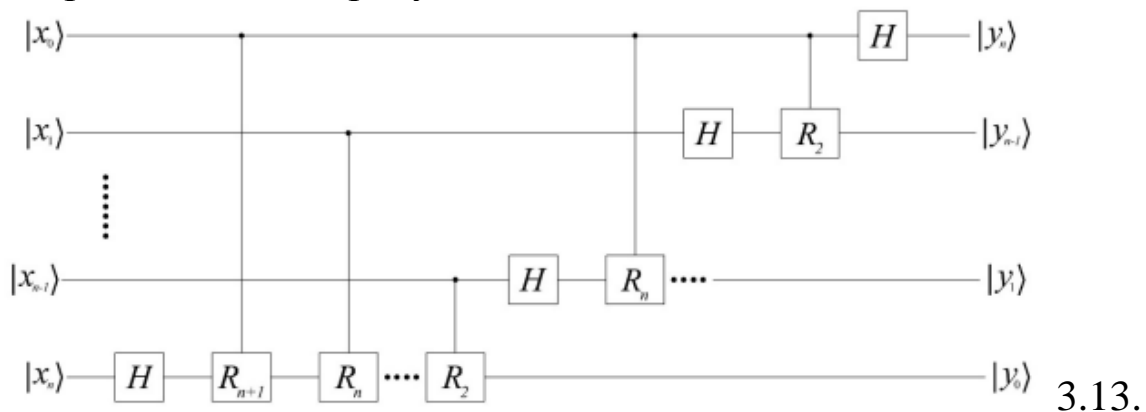 |x₀⟩ H |yₙ⟩
|x₁⟩ H R₂ |yₙ₋₁⟩
|xₙ₋₁⟩ H Rₙ |y₁⟩
|xₙ⟩ H Rₙ₊₁ Rₙ R₂ |y₀⟩ 3.13.